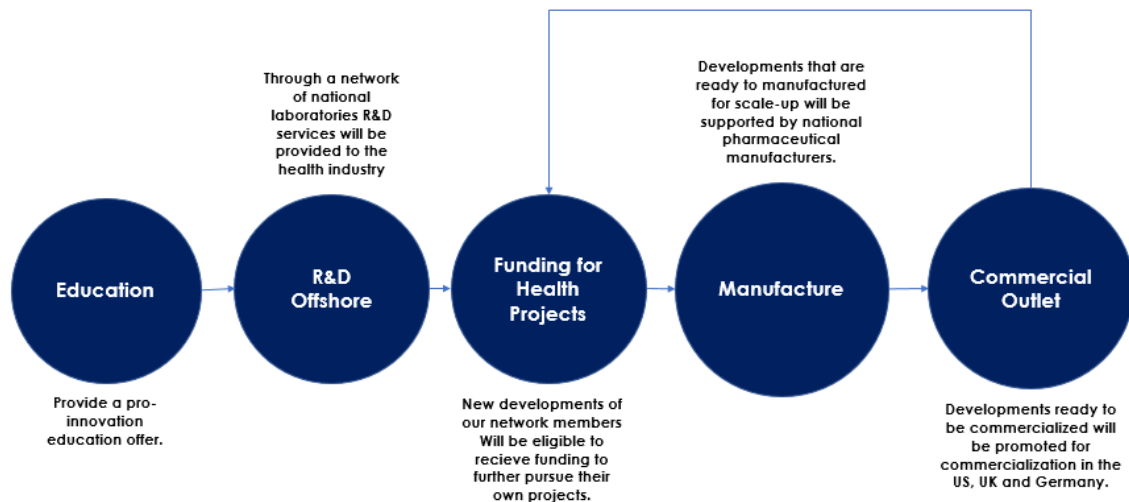 Through a network
of national
laboratories R&D
services will be
provided to the
health industry
Developments that are
ready to manufactured
for scale-up will be
supported by national
pharmaceutical
manufacturers.
Education
R&D
Offshore
Funding for
Health
Projects
Manufacture
Commercial
Outlet
Provide a pro-
innovation
education offer.
New developments of
our network members
Will be eligible to
recieve funding to
further pursue their
own projects.
Developments ready to
be commercialized will
be promoted for
commercialization in the
US, UK and Germany.